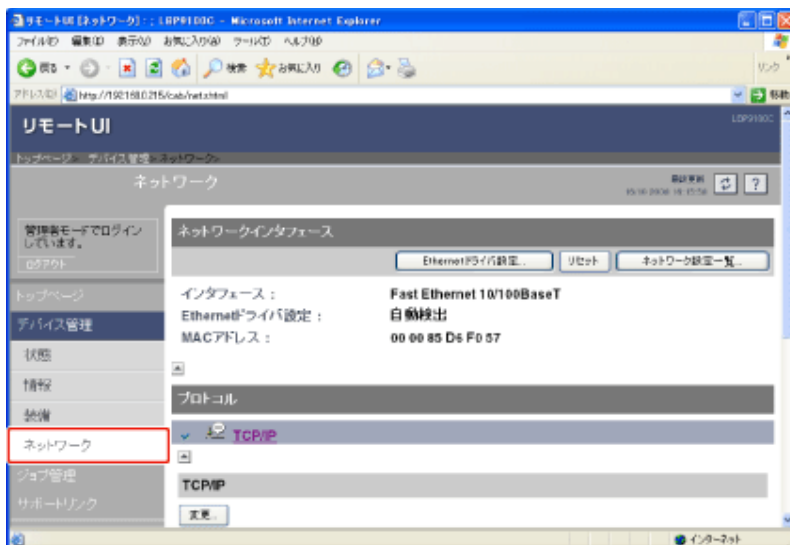 リモートUI [ネットワーク] : ; LBP9100C - Microsoft Internet Explorer
ファイル(F) 編集(E) 表示(V) お気に入り(A) ツール(T) ヘルプ(H)
戻る 検索 お気に入り リンク
アドレス(D) 移動
リモートUI LBP9100C
トップページ> デバイス管理> ネットワーク>
ネットワーク 最終更新
管理者モードでログイン
しています。
ログアウト
トップページ
デバイス管理
状態
情報
装備
ネットワーク
ジョブ管理
サポートリンク
ネットワークインタフェース
Ethernetドライバ設定... リセット ネットワーク設定一覧...
インタフェース : Fast Ethernet 10/100BaseT
Ethernetドライバ設定 : 自動検出
MACアドレス : 00 00 85 D6 F0 57
プロトコル
TCP/IP
TCP/IP
変更...
インターネット